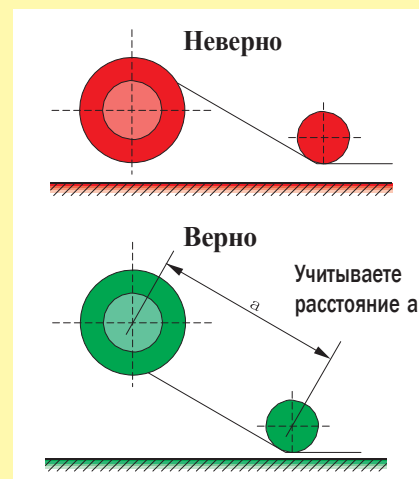 Неверно
Верно
a
Учитываете
расстояние a